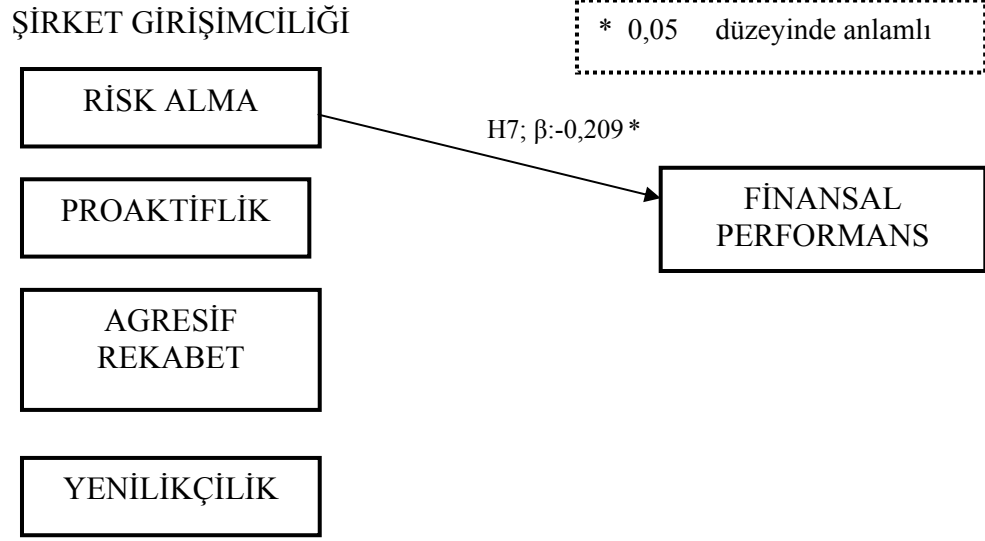 ŞİRKET GİRİŞİMCİLİĞİ
* 0,05 düzeyinde anlamlı
RİSK ALMA
H7; β:-0,209 *
PROAKTİFLİK
FİNANSAL
PERFORMANS
AGRESİF
REKABET
YENİLİKÇİLİK